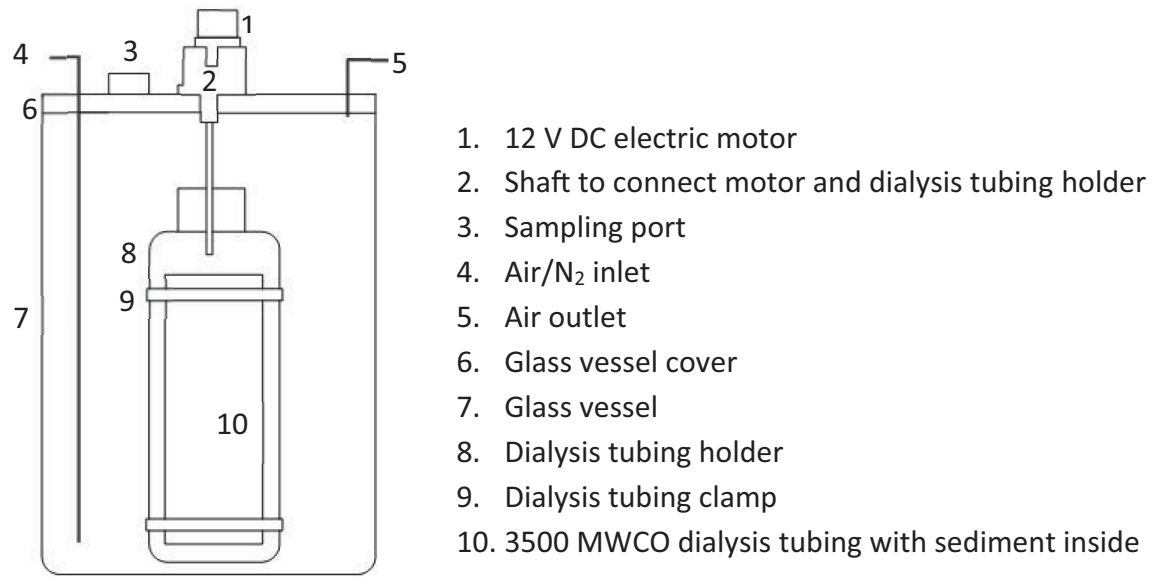 1
4
3
2
5
6
8
9
7
10
1. 12 V DC electric motor
2. Shaft to connect motor and dialysis tubing holder
3. Sampling port
4. Air/N₂ inlet
5. Air outlet
6. Glass vessel cover
7. Glass vessel
8. Dialysis tubing holder
9. Dialysis tubing clamp
10. 3500 MWCO dialysis tubing with sediment inside